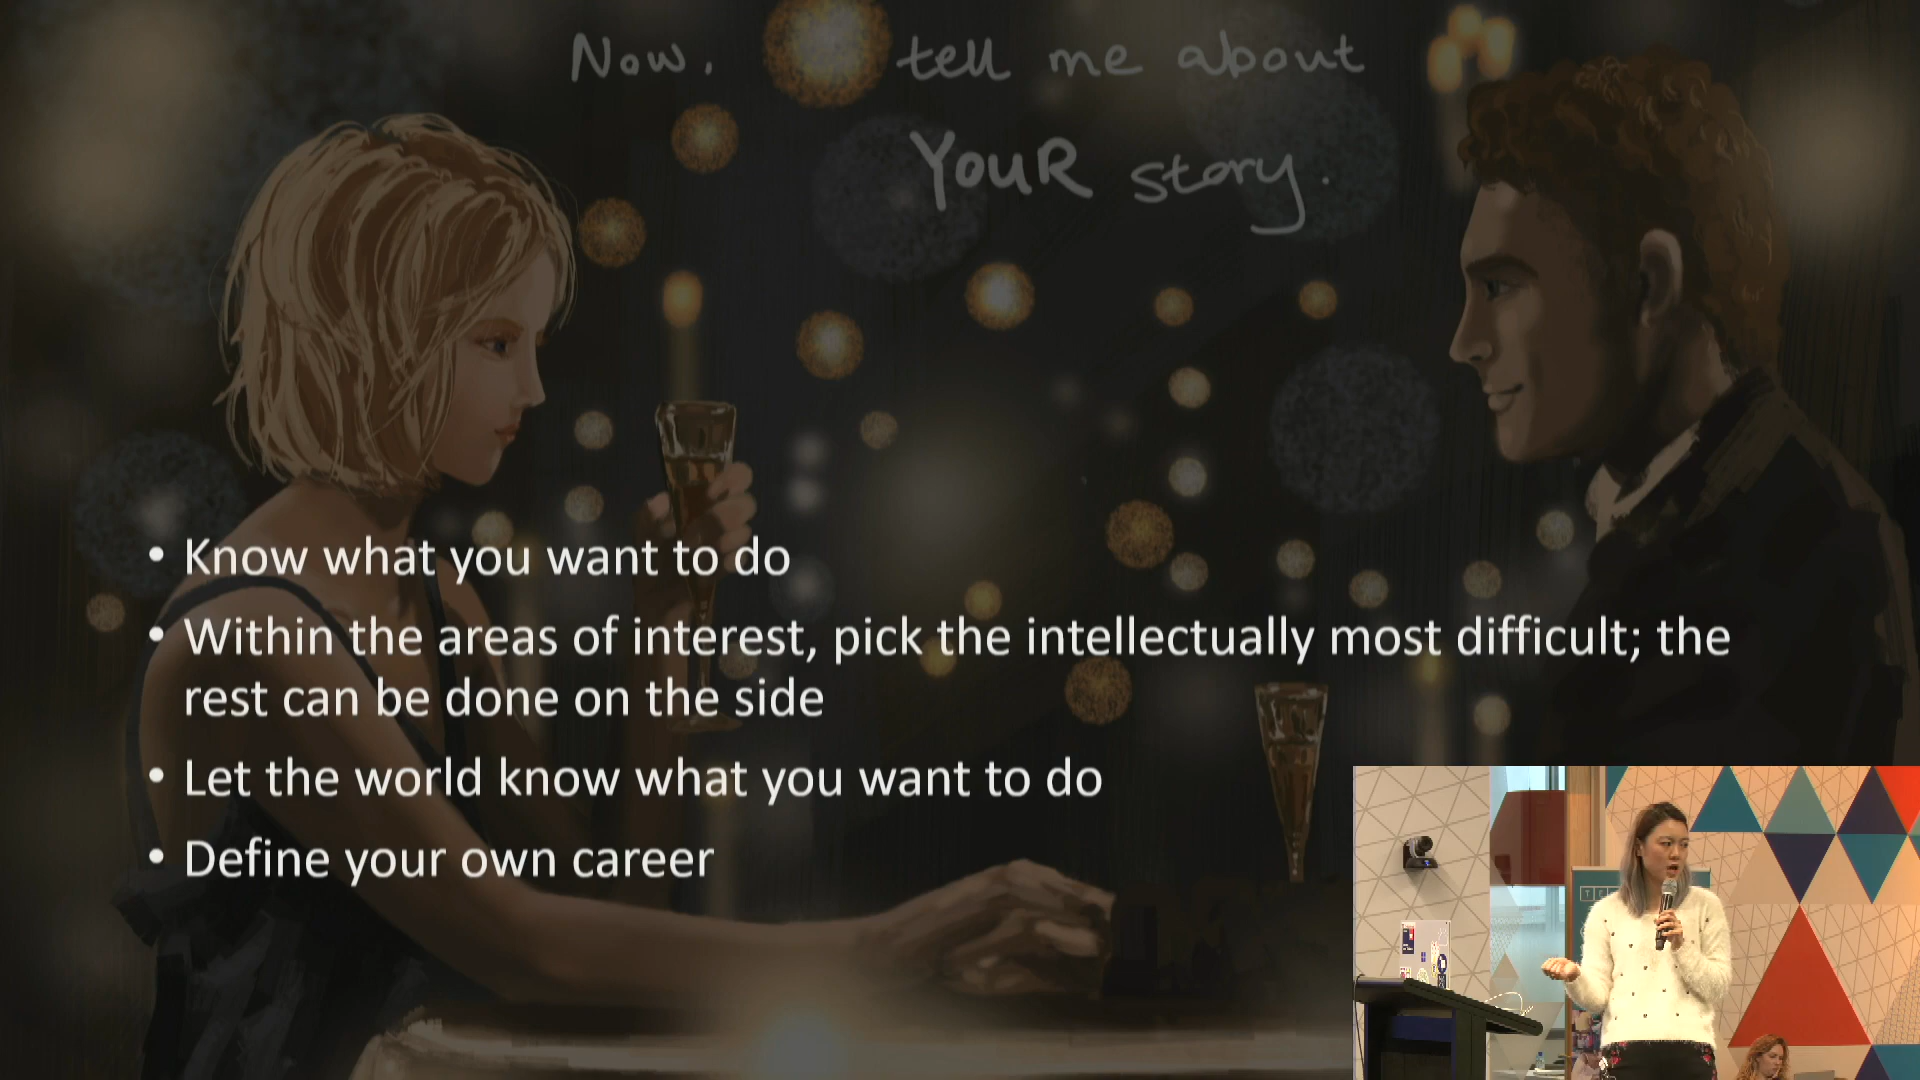 Now, tell me about
YOUR story.
• Know what you want to do
• Within the areas of interest, pick the intellectually most difficult; the
rest can be done on the side
• Let the world know what you want to do
• Define your own career